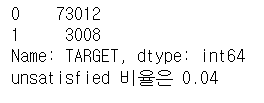 0    73012
1     3008
Name: TARGET, dtype: int64
unsatisfied 비율은 0.04